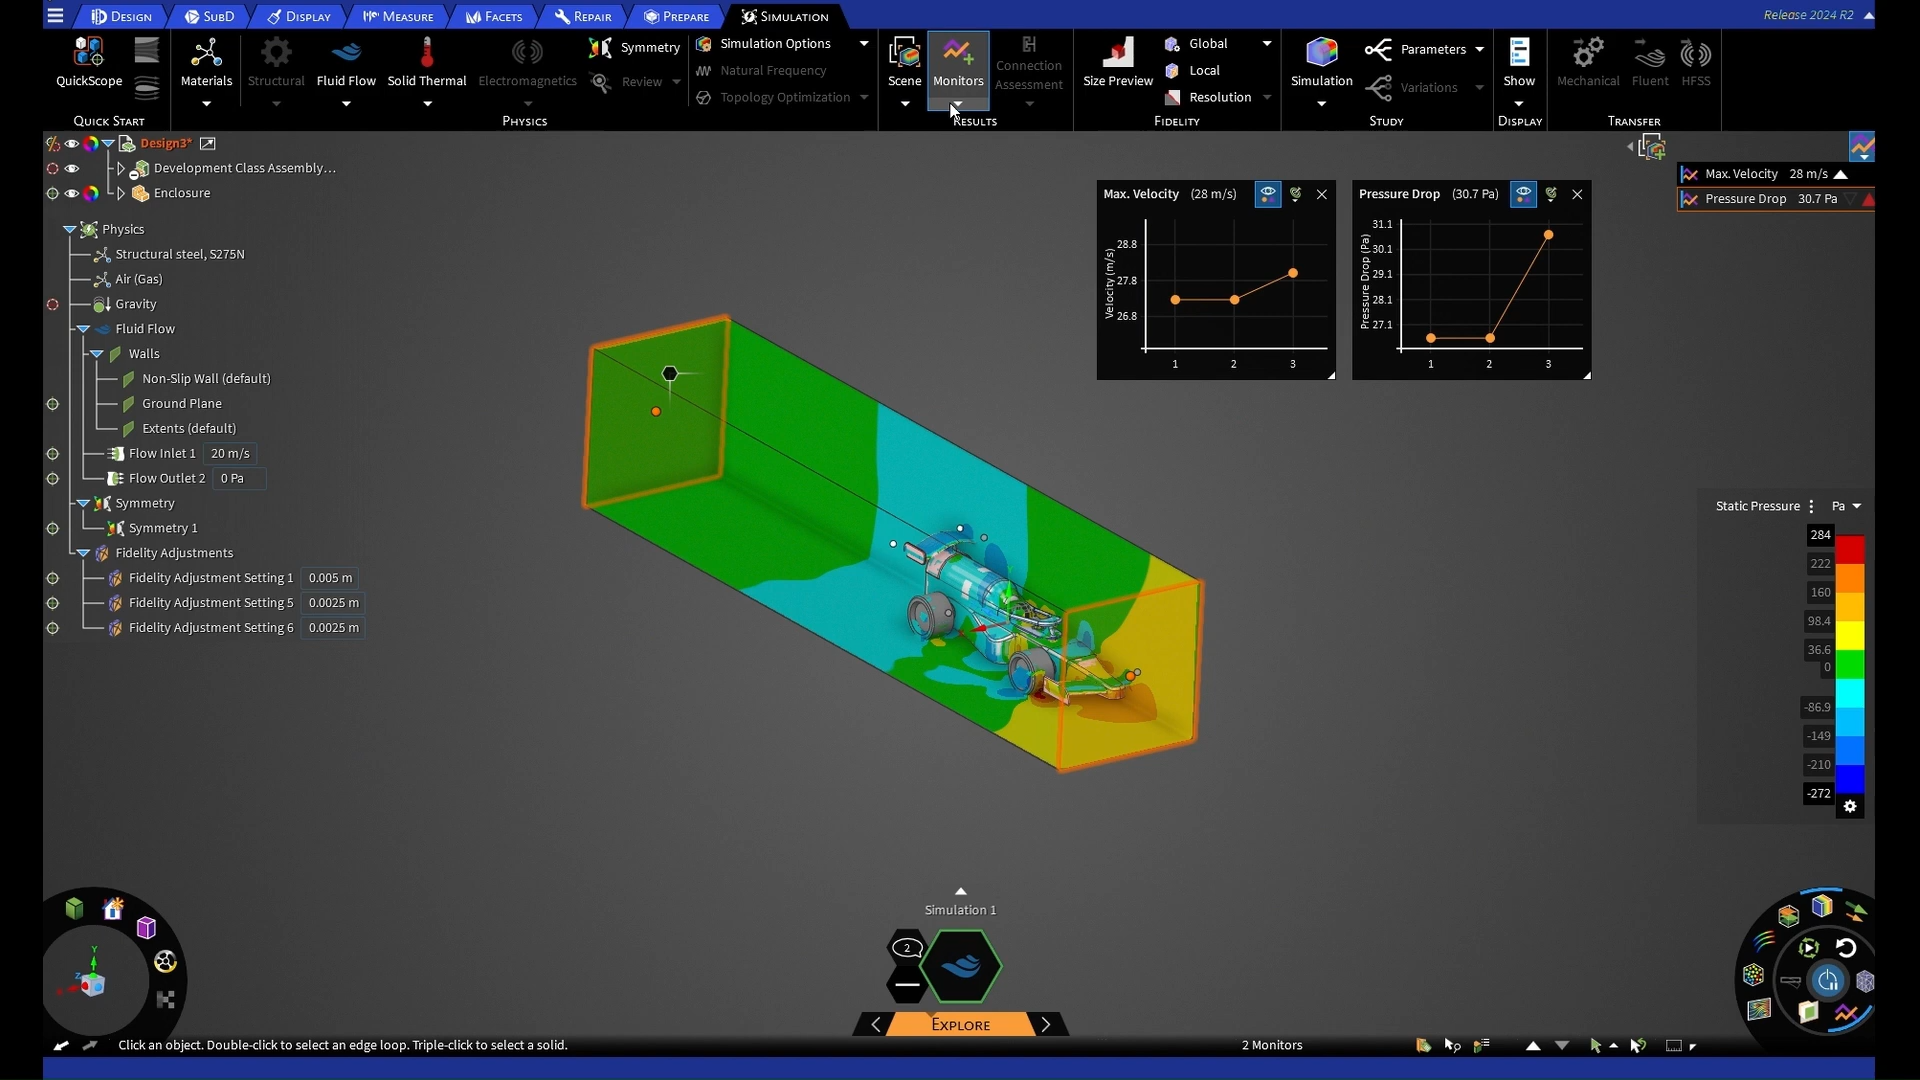 DESIGN
SUBD
DISPLAY
MEASURE
FACETS
REPAIR
PREPARE
SIMULATION
Release 2024 R2
QuickScope
Materials
Structural
Fluid Flow
Solid Thermal
Electromagnetics
Symmetry
Review
Simulation Options
Natural Frequency
Topology Optimization
Scene
Monitors
Connection
Assessment
Size Preview
Global
Local
Resolution
Simulation
Parameters
Variations
Show
Mechanical
Fluent
HFSS
QUICK START
PHYSICS
RESULTS
FIDELITY
STUDY
DISPLAY
TRANSFER
Design3*
Development Class Assembly...
Enclosure
Physics
Structural steel, S275N
Air (Gas)
Gravity
Fluid Flow
Walls
Non-Slip Wall (default)
Ground Plane
Extents (default)
Flow Inlet 1 20 m/s
Flow Outlet 2 0 Pa
Symmetry
Symmetry 1
Fidelity Adjustments
Fidelity Adjustment Setting 1 0.005 m
Fidelity Adjustment Setting 5 0.0025 m
Fidelity Adjustment Setting 6 0.0025 m
Max. Velocity (28 m/s)
Velocity (m/s)
28.8
27.8
26.8
1 2 3
Pressure Drop (30.7 Pa)
Pressure Drop (Pa)
31.1
30.1
29.1
28.1
27.1
1 2 3
Max. Velocity 28 m/s
Pressure Drop 30.7 Pa
Static Pressure Pa
284
222
160
98.4
36.6
0
-86.9
-149
-210
-272
Y
Z
Simulation 1
2
EXPLORE
Click an object. Double-click to select an edge loop. Triple-click to select a solid.
2 Monitors